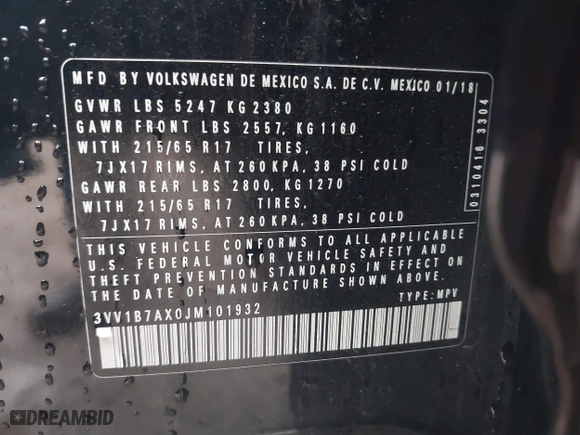 MFD BY VOLKSWAGEN DE MEXICO S.A. DE C.V. MEXICO 01/18
GVWR LBS 5247 KG 2380
GAWR FRONT LBS 2557, KG 1160
WITH 215/65 R17 TIRES,
7JX17 RIMS, AT 260 KPA, 38 PSI COLD
GAWR REAR LBS 2800, KG 1270
WITH 215/65 R17 TIRES,
7JX17 RIMS, AT 260 KPA, 38 PSI COLD
0310416 3304
THIS VEHICLE CONFORMS TO ALL APPLICABLE
U.S. FEDERAL MOTOR VEHICLE SAFETY AND
THEFT PREVENTION STANDARDS IN EFFECT ON
THE DATE OF MANUFACTURE SHOWN ABOVE.
3VV1B7AX0JM101932 TYPE: MPV
DREAMBID